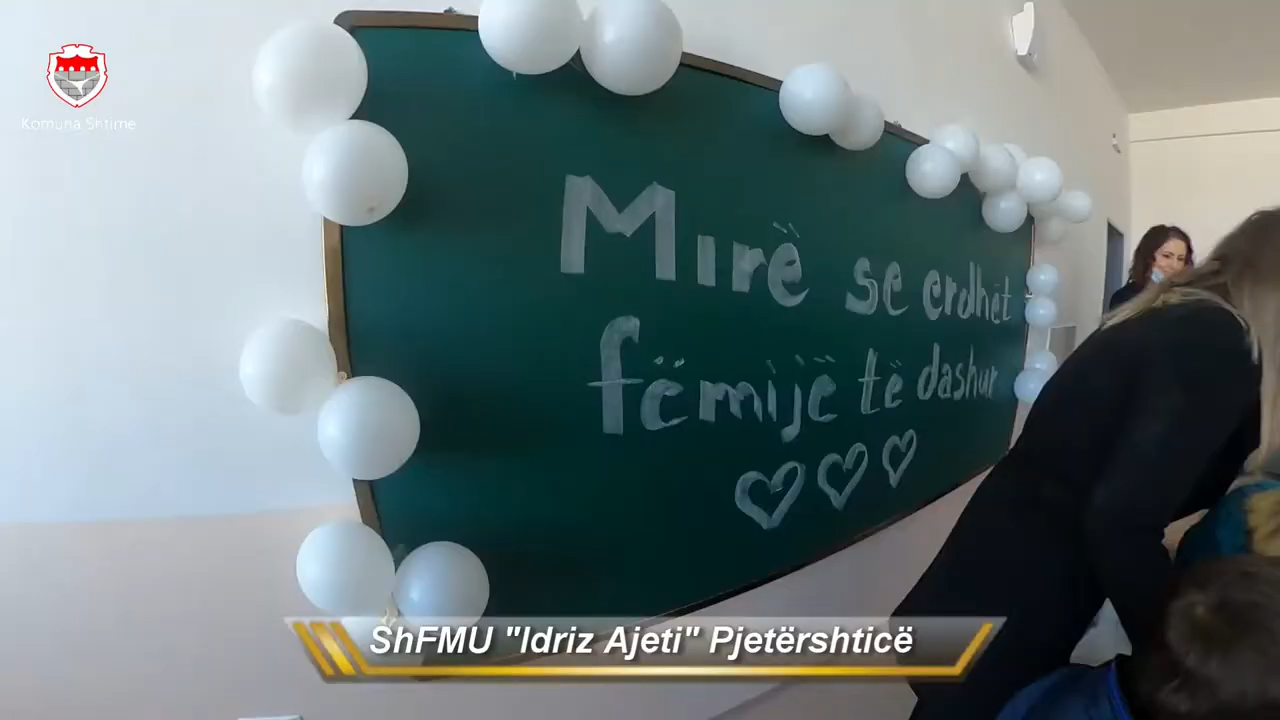 Komuna Shtime
Mirë se erdhët
fëmijë të dashur
ShFMU "Idriz Ajeti" Pjetërshticë